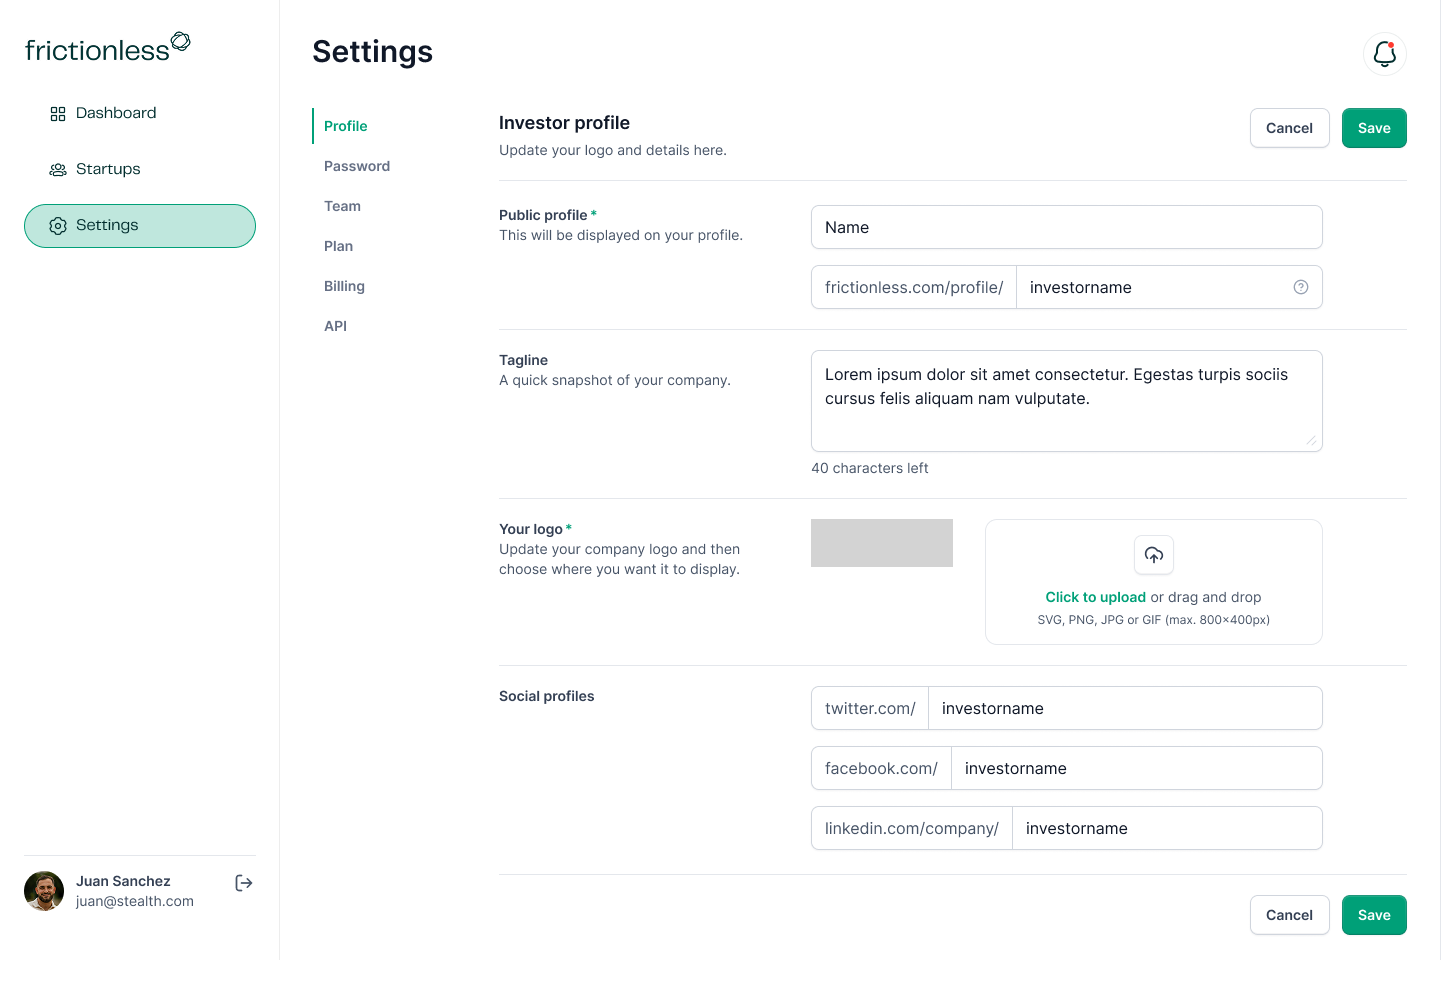 frictionless
Dashboard
Startups
Settings
Juan Sanchez
juan@stealth.com
Settings
Profile
Password
Team
Plan
Billing
API
Investor profile
Update your logo and details here.
Cancel
Save
Public profile *
This will be displayed on your profile.
Name
frictionless.com/profile/ investorname
Tagline
A quick snapshot of your company.
Lorem ipsum dolor sit amet consectetur. Egestas turpis sociis
cursus felis aliquam nam vulputate.
40 characters left
Your logo *
Update your company logo and then
choose where you want it to display.
Click to upload or drag and drop
SVG, PNG, JPG or GIF (max. 800×400px)
Social profiles
twitter.com/ investorname
facebook.com/ investorname
linkedin.com/company/ investorname
Cancel
Save